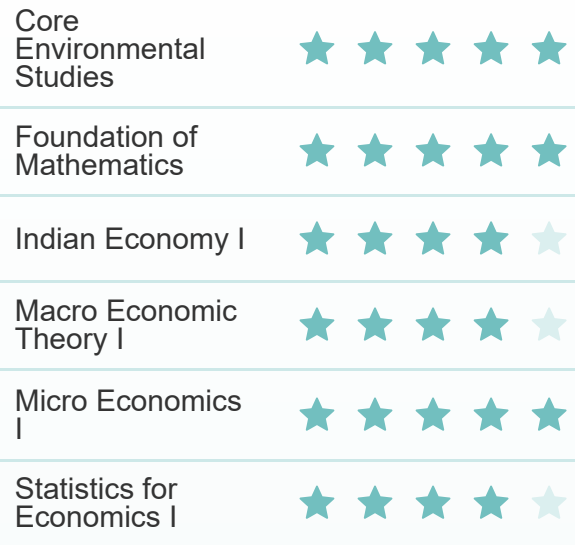 Core
Environmental
Studies
Foundation of
Mathematics
Indian Economy I
Macro Economic
Theory I
Micro Economics
I
Statistics for
Economics I